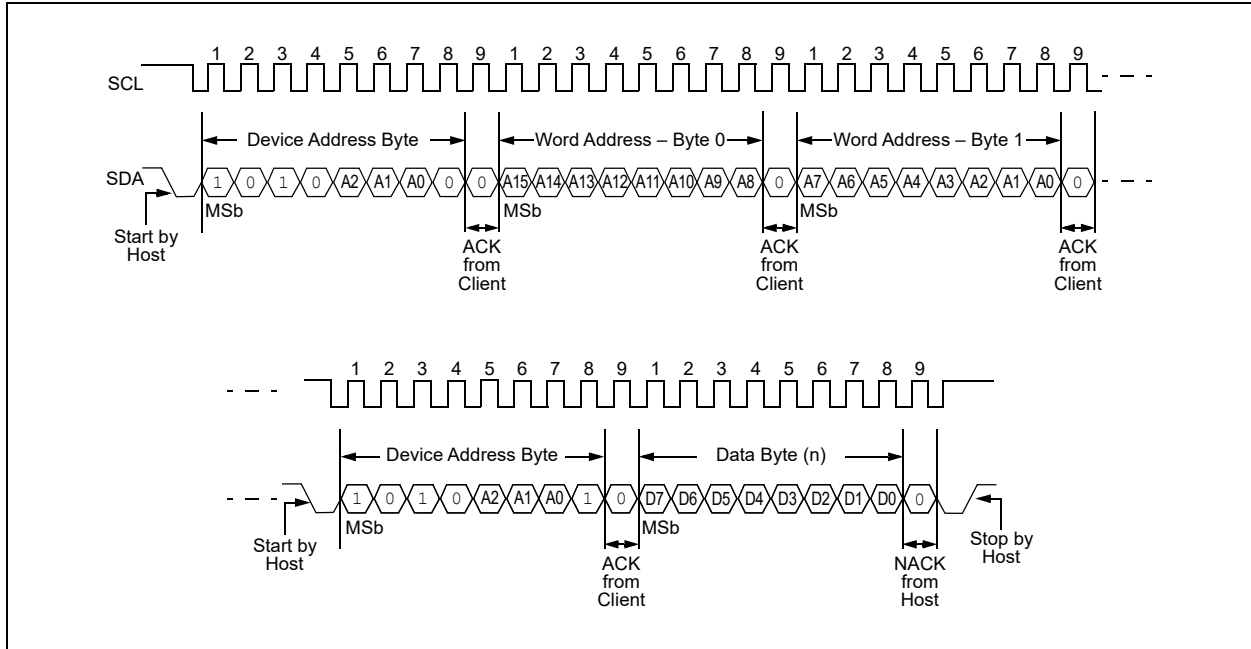 1 2 3 4 5 6 7 8 9 1 2 3 4 5 6 7 8 9 1 2 3 4 5 6 7 8 9
SCL
Device Address Byte Word Address – Byte 0 Word Address – Byte 1
SDA 1 0 1 0 A2 A1 A0 0 0 A15 A14 A13 A12 A11 A10 A9 A8 0 A7 A6 A5 A4 A3 A2 A1 A0 0
MSb MSb MSb
Start by
Host
ACK
from
Client
ACK
from
Client
ACK
from
Client
1 2 3 4 5 6 7 8 9 1 2 3 4 5 6 7 8 9
Device Address Byte Data Byte (n)
1 0 1 0 A2 A1 A0 1 0 D7 D6 D5 D4 D3 D2 D1 D0 0
MSb MSb
Start by
Host
ACK
from
Client
NACK
from
Host
Stop by
Host